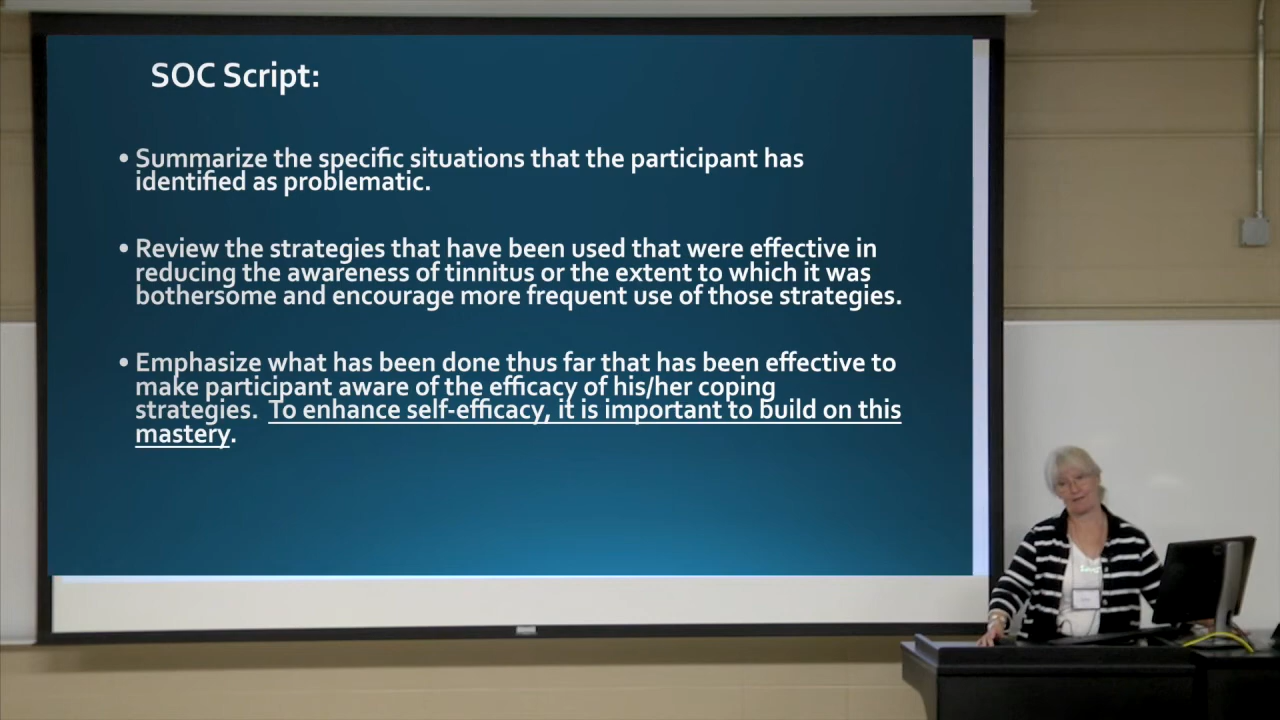 SOC Script:
• Summarize the specific situations that the participant has
identified as problematic.
• Review the strategies that have been used that were effective in
reducing the awareness of tinnitus or the extent to which it was
bothersome and encourage more frequent use of those strategies.
• Emphasize what has been done thus far that has been effective to
make participant aware of the efficacy of his/her coping
strategies. To enhance self-efficacy, it is important to build on this
mastery.